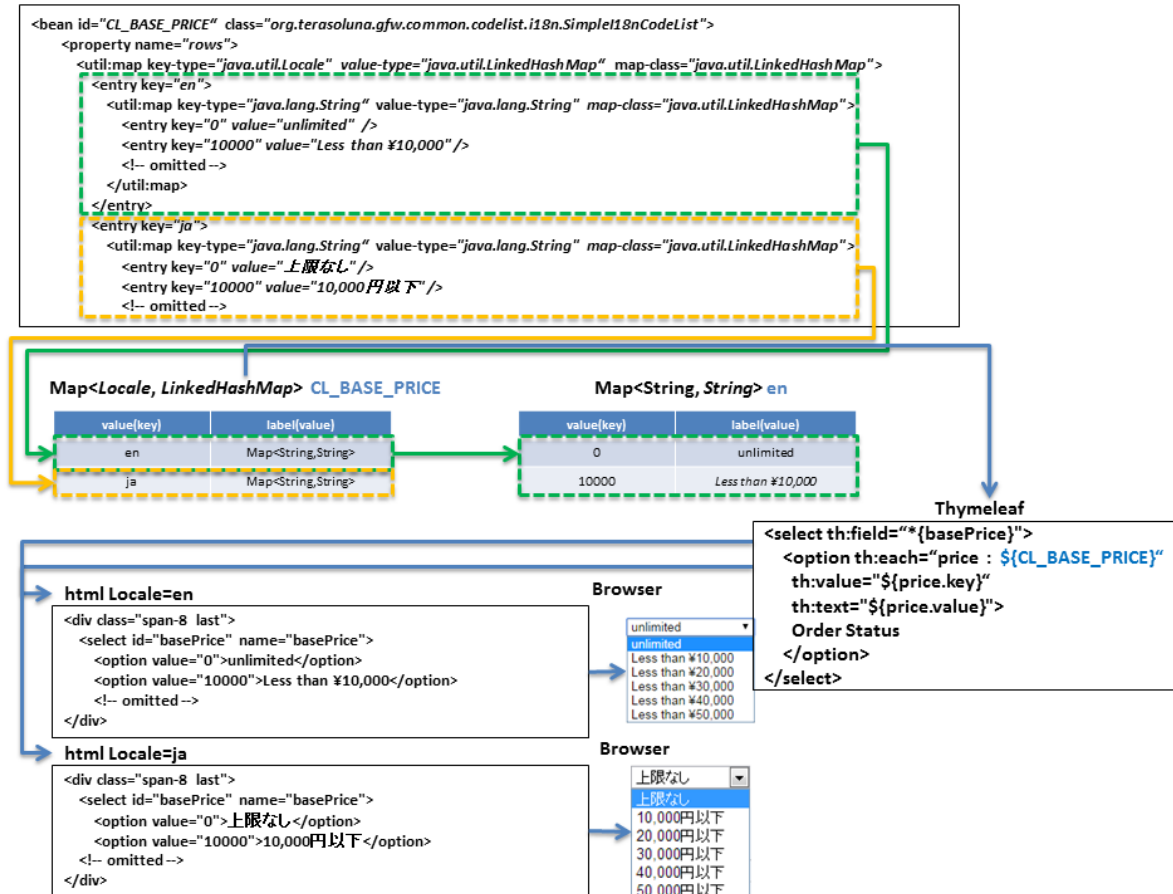 <bean id="CL_BASE_PRICE“ class="org.terasoluna.gfw.common.codelist.i18n.SimpleI18nCodeList">
<property name="rows">
<util:map key-type="java.util.Locale" value-type="java.util.LinkedHashMap“ map-class="java.util.LinkedHashMap">
<entry key="en">
<util:map key-type="java.lang.String“ value-type="java.lang.String" map-class="java.util.LinkedHashMap">
<entry key="0" value="unlimited" />
<entry key="10000" value="Less than ¥10,000"/>
<!-- omitted -->
</util:map>
</entry>
<entry key="ja">
<util:map key-type="java.lang.String“ value-type="java.lang.String" map-class="java.util.LinkedHashMap">
<entry key="0" value="上限なし"/>
<entry key="10000" value="10,000円以下"/>
<!-- omitted -->
Map<Locale, LinkedHashMap> CL_BASE_PRICE
value(key) label(value)
en Map<String,String>
ja Map<String,String>
Map<String, String> en
value(key) label(value)
0 unlimited
10000 Less than ¥10,000
Thymeleaf
<select th:field=“*{basePrice}">
<option th:each=“price : ${CL_BASE_PRICE}“
th:value="${price.key}“
th:text="${price.value}">
Order Status
</option>
</select>
html Locale=en
<div class="span-8 last">
<select id="basePrice" name="basePrice">
<option value="0">unlimited</option>
<option value="10000">Less than ¥10,000</option>
<!-- omitted -->
</div>
Browser
unlimited
unlimited
Less than ¥10,000
Less than ¥20,000
Less than ¥30,000
Less than ¥40,000
Less than ¥50,000
html Locale=ja
<div class="span-8 last">
<select id="basePrice" name="basePrice">
<option value="0">上限なし</option>
<option value="10000">10,000円以下</option>
<!-- omitted -->
</div>
Browser
上限なし
上限なし
10,000円以下
20,000円以下
30,000円以下
40,000円以下
50,000円以下